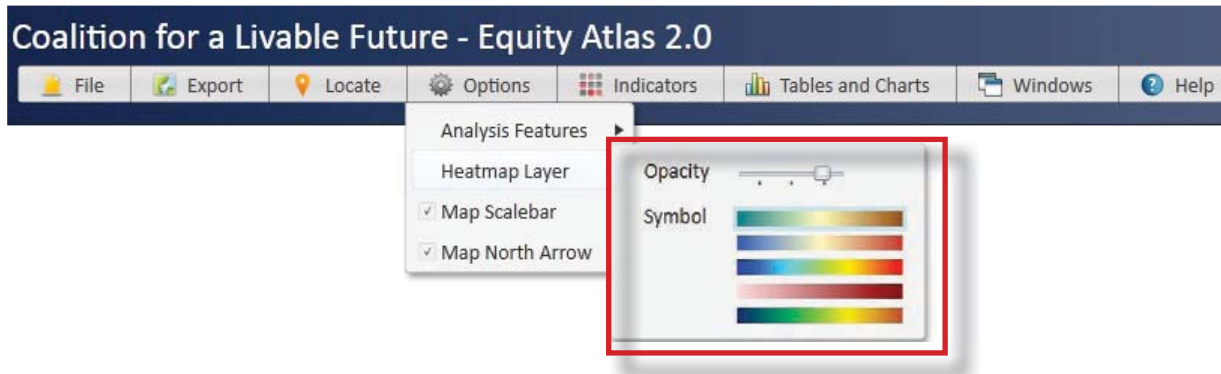 Coalition for a Livable Future - Equity Atlas 2.0
File Export Locate Options Indicators Tables and Charts Windows Help
Analysis Features
Heatmap Layer
Opacity
Map Scalebar
Symbol
Map North Arrow